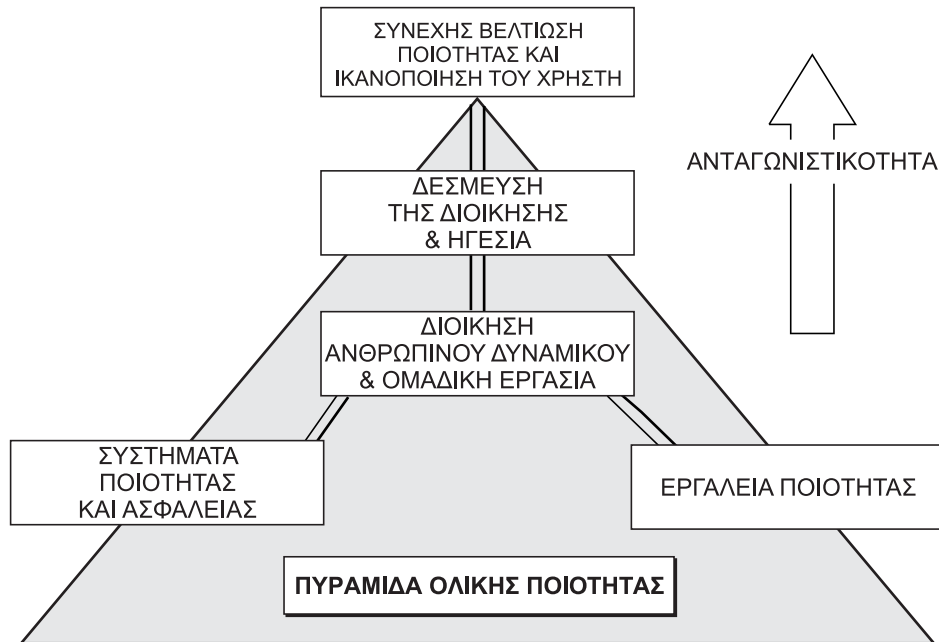 ΣΥΝΕΧΗΣ ΒΕΛΤΙΩΣΗ
ΠΟΙΟΤΗΤΑΣ ΚΑΙ
ΙΚΑΝΟΠΟΙΗΣΗ ΤΟΥ ΧΡΗΣΤΗ
ΑΝΤΑΓΩΝΙΣΤΙΚΟΤΗΤΑ
ΔΕΣΜΕΥΣΗ
ΤΗΣ ΔΙΟΙΚΗΣΗΣ
& ΗΓΕΣΙΑ
ΔΙΟΙΚΗΣΗ
ΑΝΘΡΩΠΙΝΟΥ ΔΥΝΑΜΙΚΟΥ
& ΟΜΑΔΙΚΗ ΕΡΓΑΣΙΑ
ΣΥΣΤΗΜΑΤΑ
ΠΟΙΟΤΗΤΑΣ
ΚΑΙ ΑΣΦΑΛΕΙΑΣ
ΕΡΓΑΛΕΙΑ ΠΟΙΟΤΗΤΑΣ
ΠΥΡΑΜΙΔΑ ΟΛΙΚΗΣ ΠΟΙΟΤΗΤΑΣ